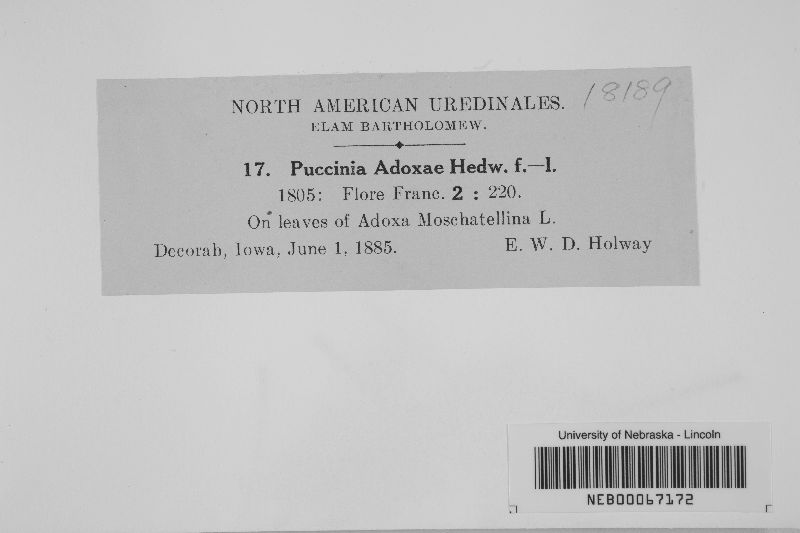 18189
NORTH AMERICAN UREDINALES.
ELAM BARTHOLOMEW.
17. Puccinia Adoxae Hedw. f.—l.
1805: Flore Franc. 2 : 220.
On leaves of Adoxa Moschatellina L.
Decorah, Iowa, June 1, 1885. E. W. D. Holway
University of Nebraska - Lincoln
NEB00067172